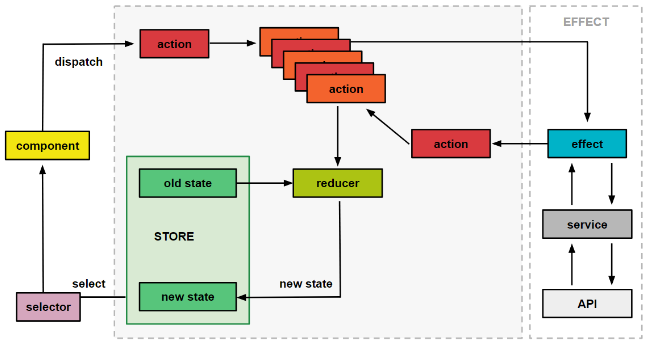 EFFECT
action
dispatch
action
component
action
effect
old state
reducer
service
STORE
select
new state
new state
selector
API